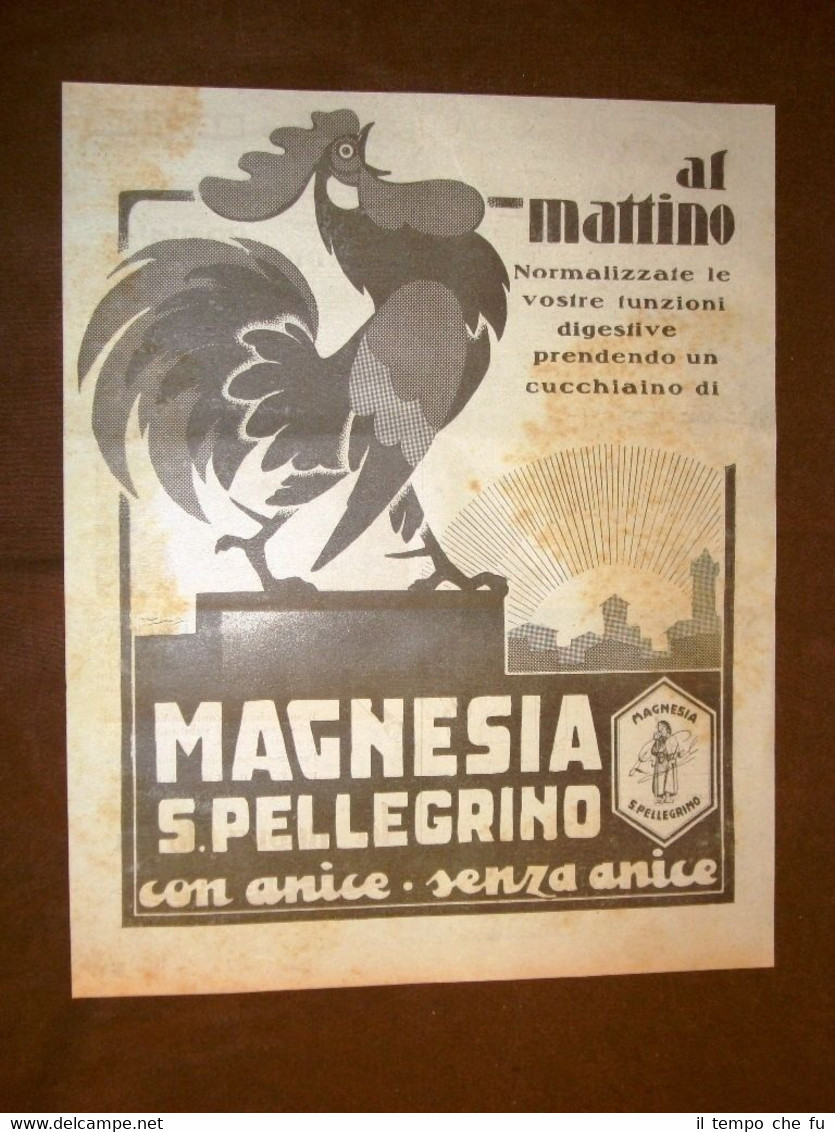 al
mattino
Normalizzate le
vostre funzioni
digestive
prendendo un
cucchiaino di
MAGNESIA
S.PELLEGRINO
con anice · senza anice
MAGNESIA
S.PELLEGRINO
www.delcampe.net
il tempo che fu